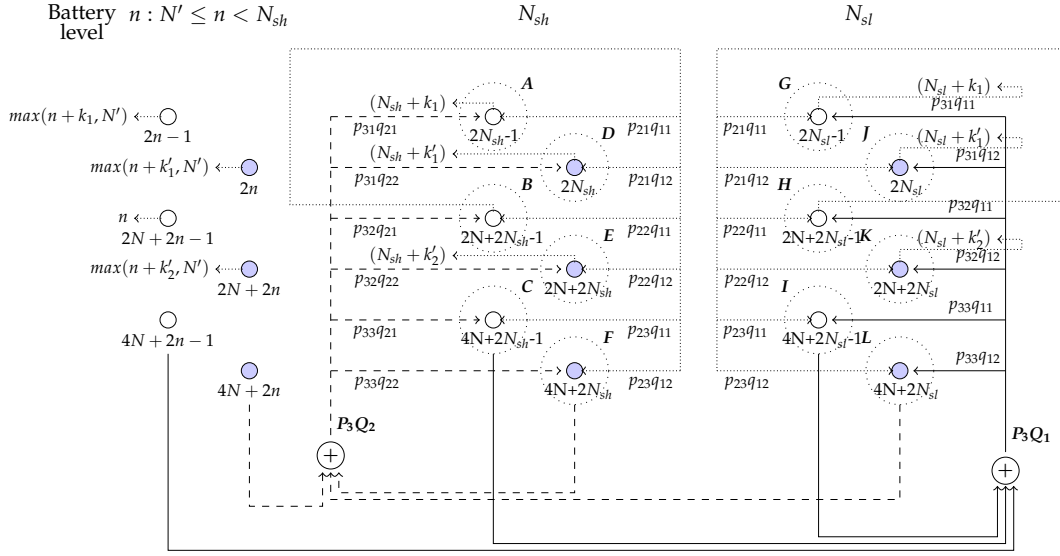 Battery level n : N′ ≤ n < N_sh N_sh N_sl
A G
(N_sh + k_1) (N_sl + k_1)
max(n + k_1, N′) p_31q_11
2n−1 p_31q_21 2N_sh-1 p_21q_11 p_21q_11 2N_sl-1
D J
(N_sh + k′_1) (N_sl + k′_1)
max(n + k′_1, N′) p_31q_12
2n p_31q_22 2N_sh p_21q_12 p_21q_12 2N_sl
B H
n p_32q_11
2N + 2n − 1 p_32q_21 2N+2N_sh-1 p_22q_11 p_22q_11 2N+2N_sl-1
E K
(N_sh + k′_2) (N_sl + k′_2)
max(n + k′_2, N′) p_32q_12
2N + 2n p_32q_22 2N+2N_sh p_22q_12 p_22q_12 2N+2N_sl
C I
p_33q_11
4N + 2n − 1 p_33q_21 4N+2N_sh-1 p_23q_11 p_23q_11 4N+2N_sl-1
F L
p_33q_12
4N + 2n p_33q_22 4N+2N_sh p_23q_12 p_23q_12 4N+2N_sl
P_3Q_2 P_3Q_1
+ +